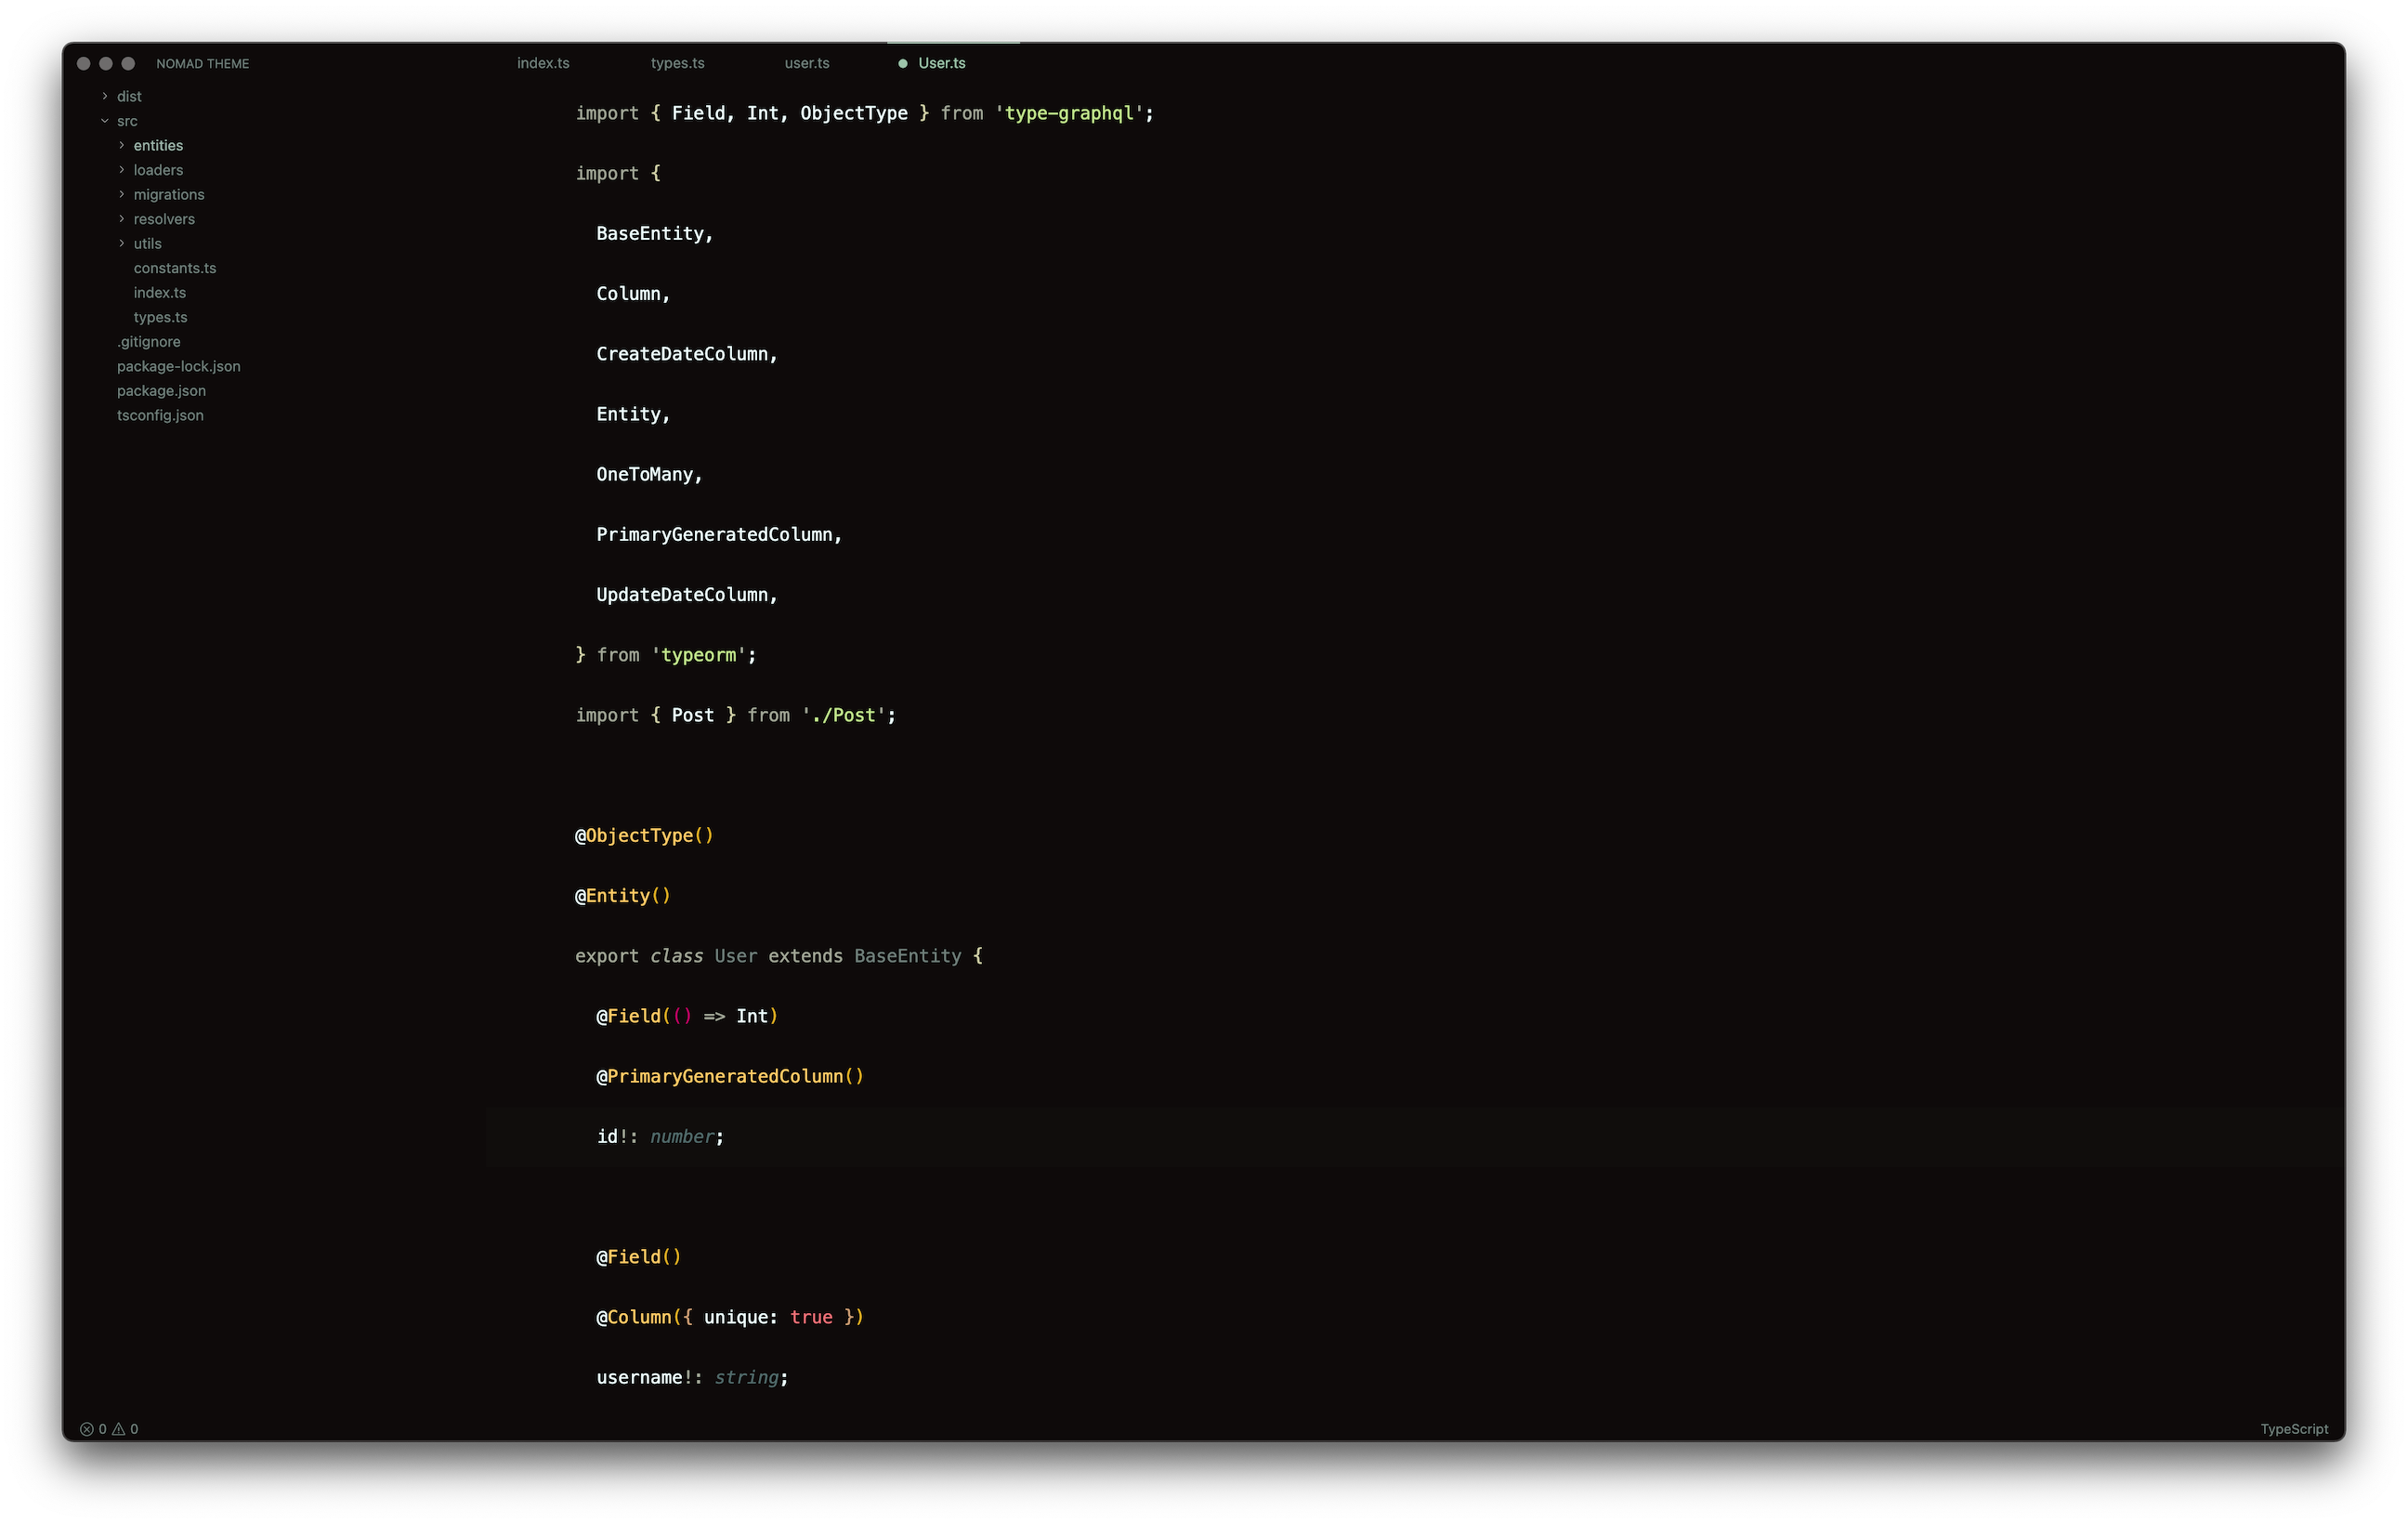 NOMAD THEME
index.ts
types.ts
user.ts
User.ts
dist
src
entities
loaders
migrations
resolvers
utils
constants.ts
index.ts
types.ts
.gitignore
package-lock.json
package.json
tsconfig.json
import { Field, Int, ObjectType } from 'type-graphql';
import {
  BaseEntity,
  Column,
  CreateDateColumn,
  Entity,
  OneToMany,
  PrimaryGeneratedColumn,
  UpdateDateColumn,
} from 'typeorm';
import { Post } from './Post';
@ObjectType()
@Entity()
export class User extends BaseEntity {
  @Field(() => Int)
  @PrimaryGeneratedColumn()
  id!: number;
  @Field()
  @Column({ unique: true })
  username!: string;
0 0
TypeScript